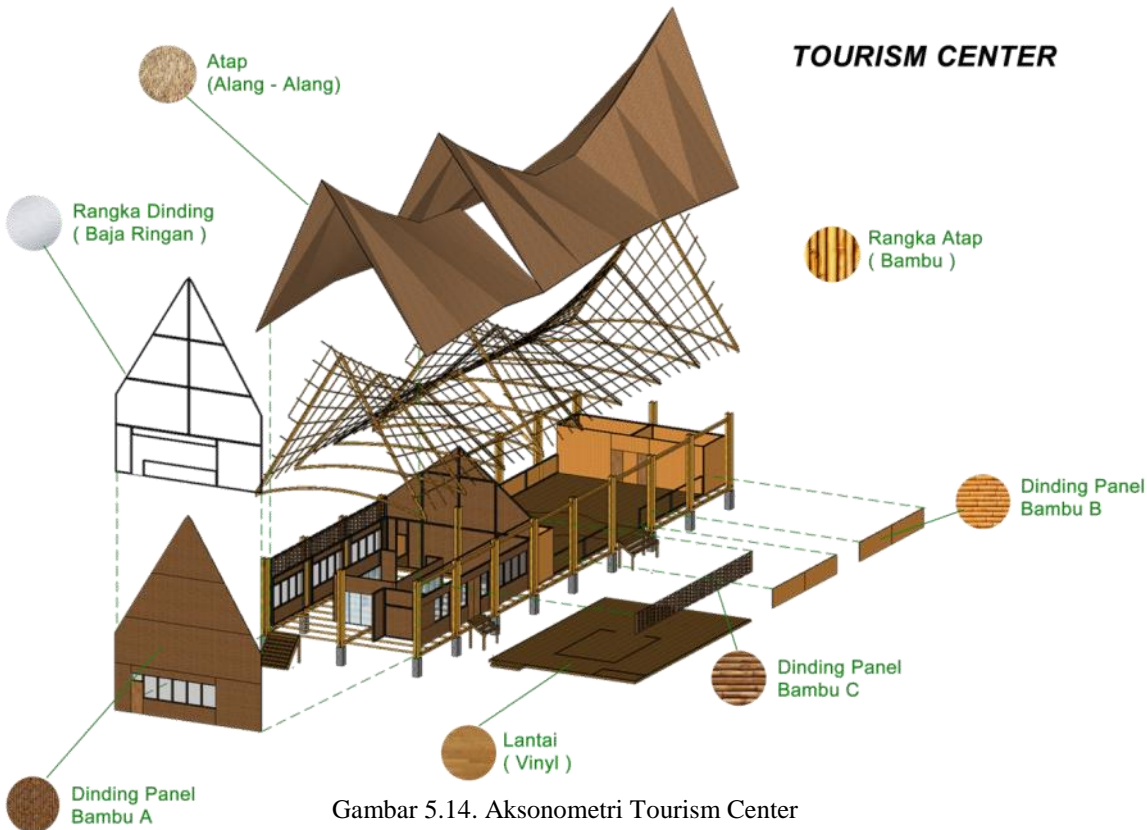 TOURISM CENTER
Atap
(Alang - Alang)
Rangka Dinding
( Baja Ringan )
Rangka Atap
( Bambu )
Dinding Panel
Bambu B
Dinding Panel
Bambu C
Lantai
( Vinyl )
Dinding Panel
Bambu A
Gambar 5.14. Aksonometri Tourism Center